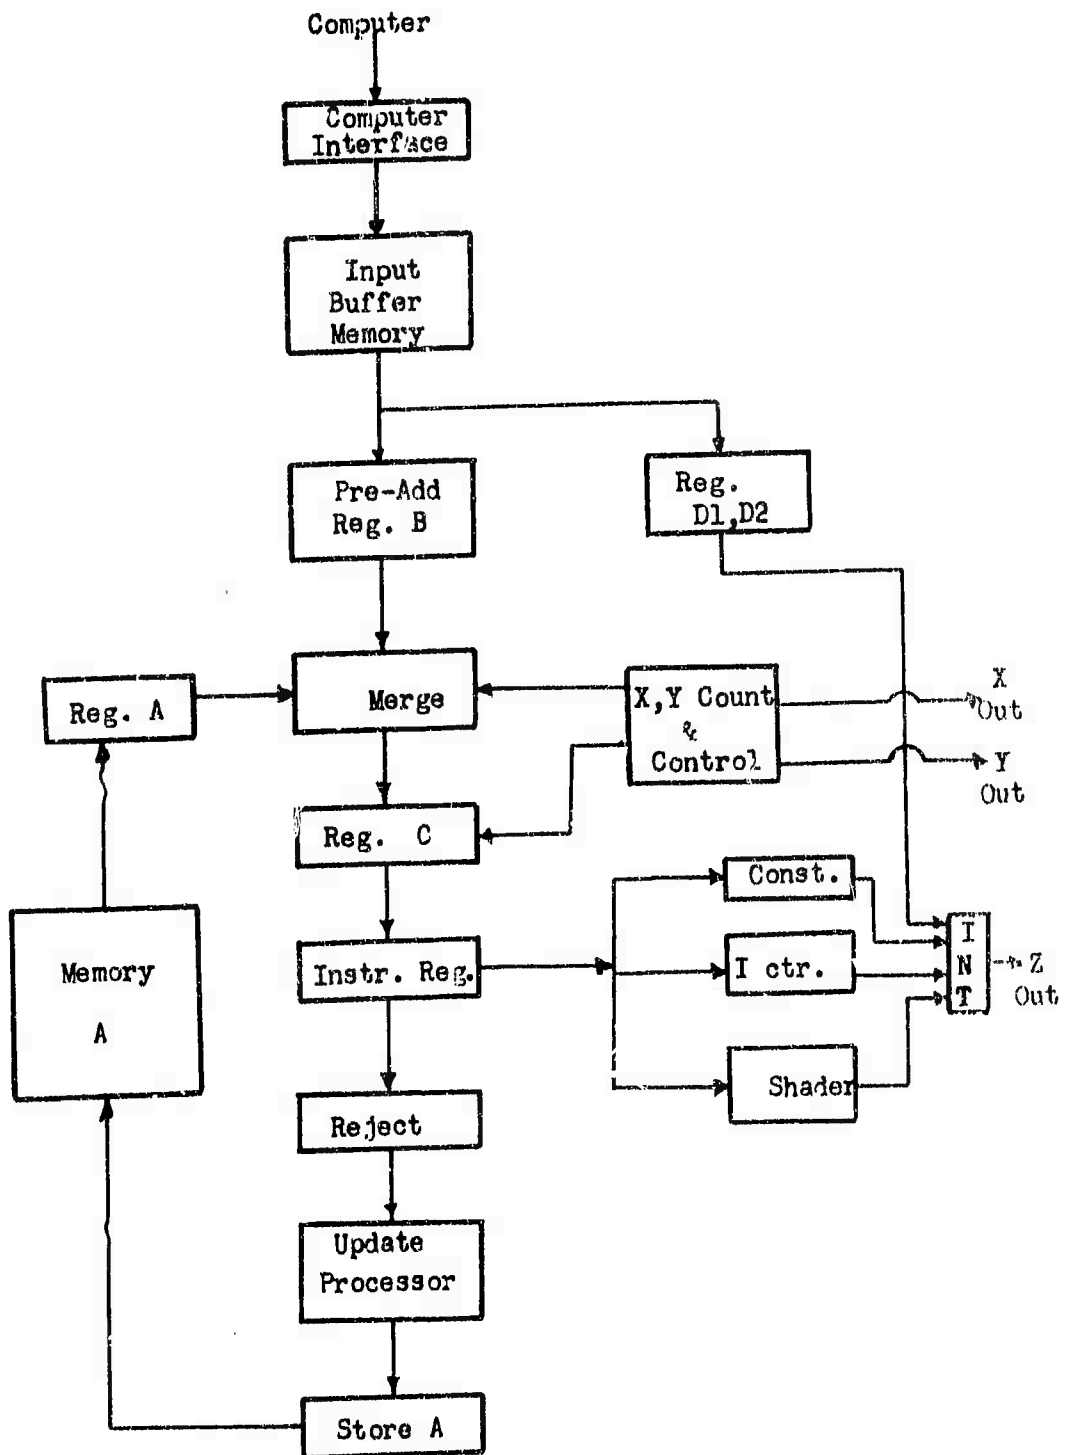 Computer
Computer
Interface
Input
Buffer
Memory
Pre-Add
Reg. B
Reg.
D1,D2
Reg. A
Merge
X,Y Count
&
Control
X
Out
Y
Out
Reg. C
Const.
Memory
A
Instr. Reg.
I ctr.
I
N
T
Z
Out
Shader
Reject
Update
Processor
Store A